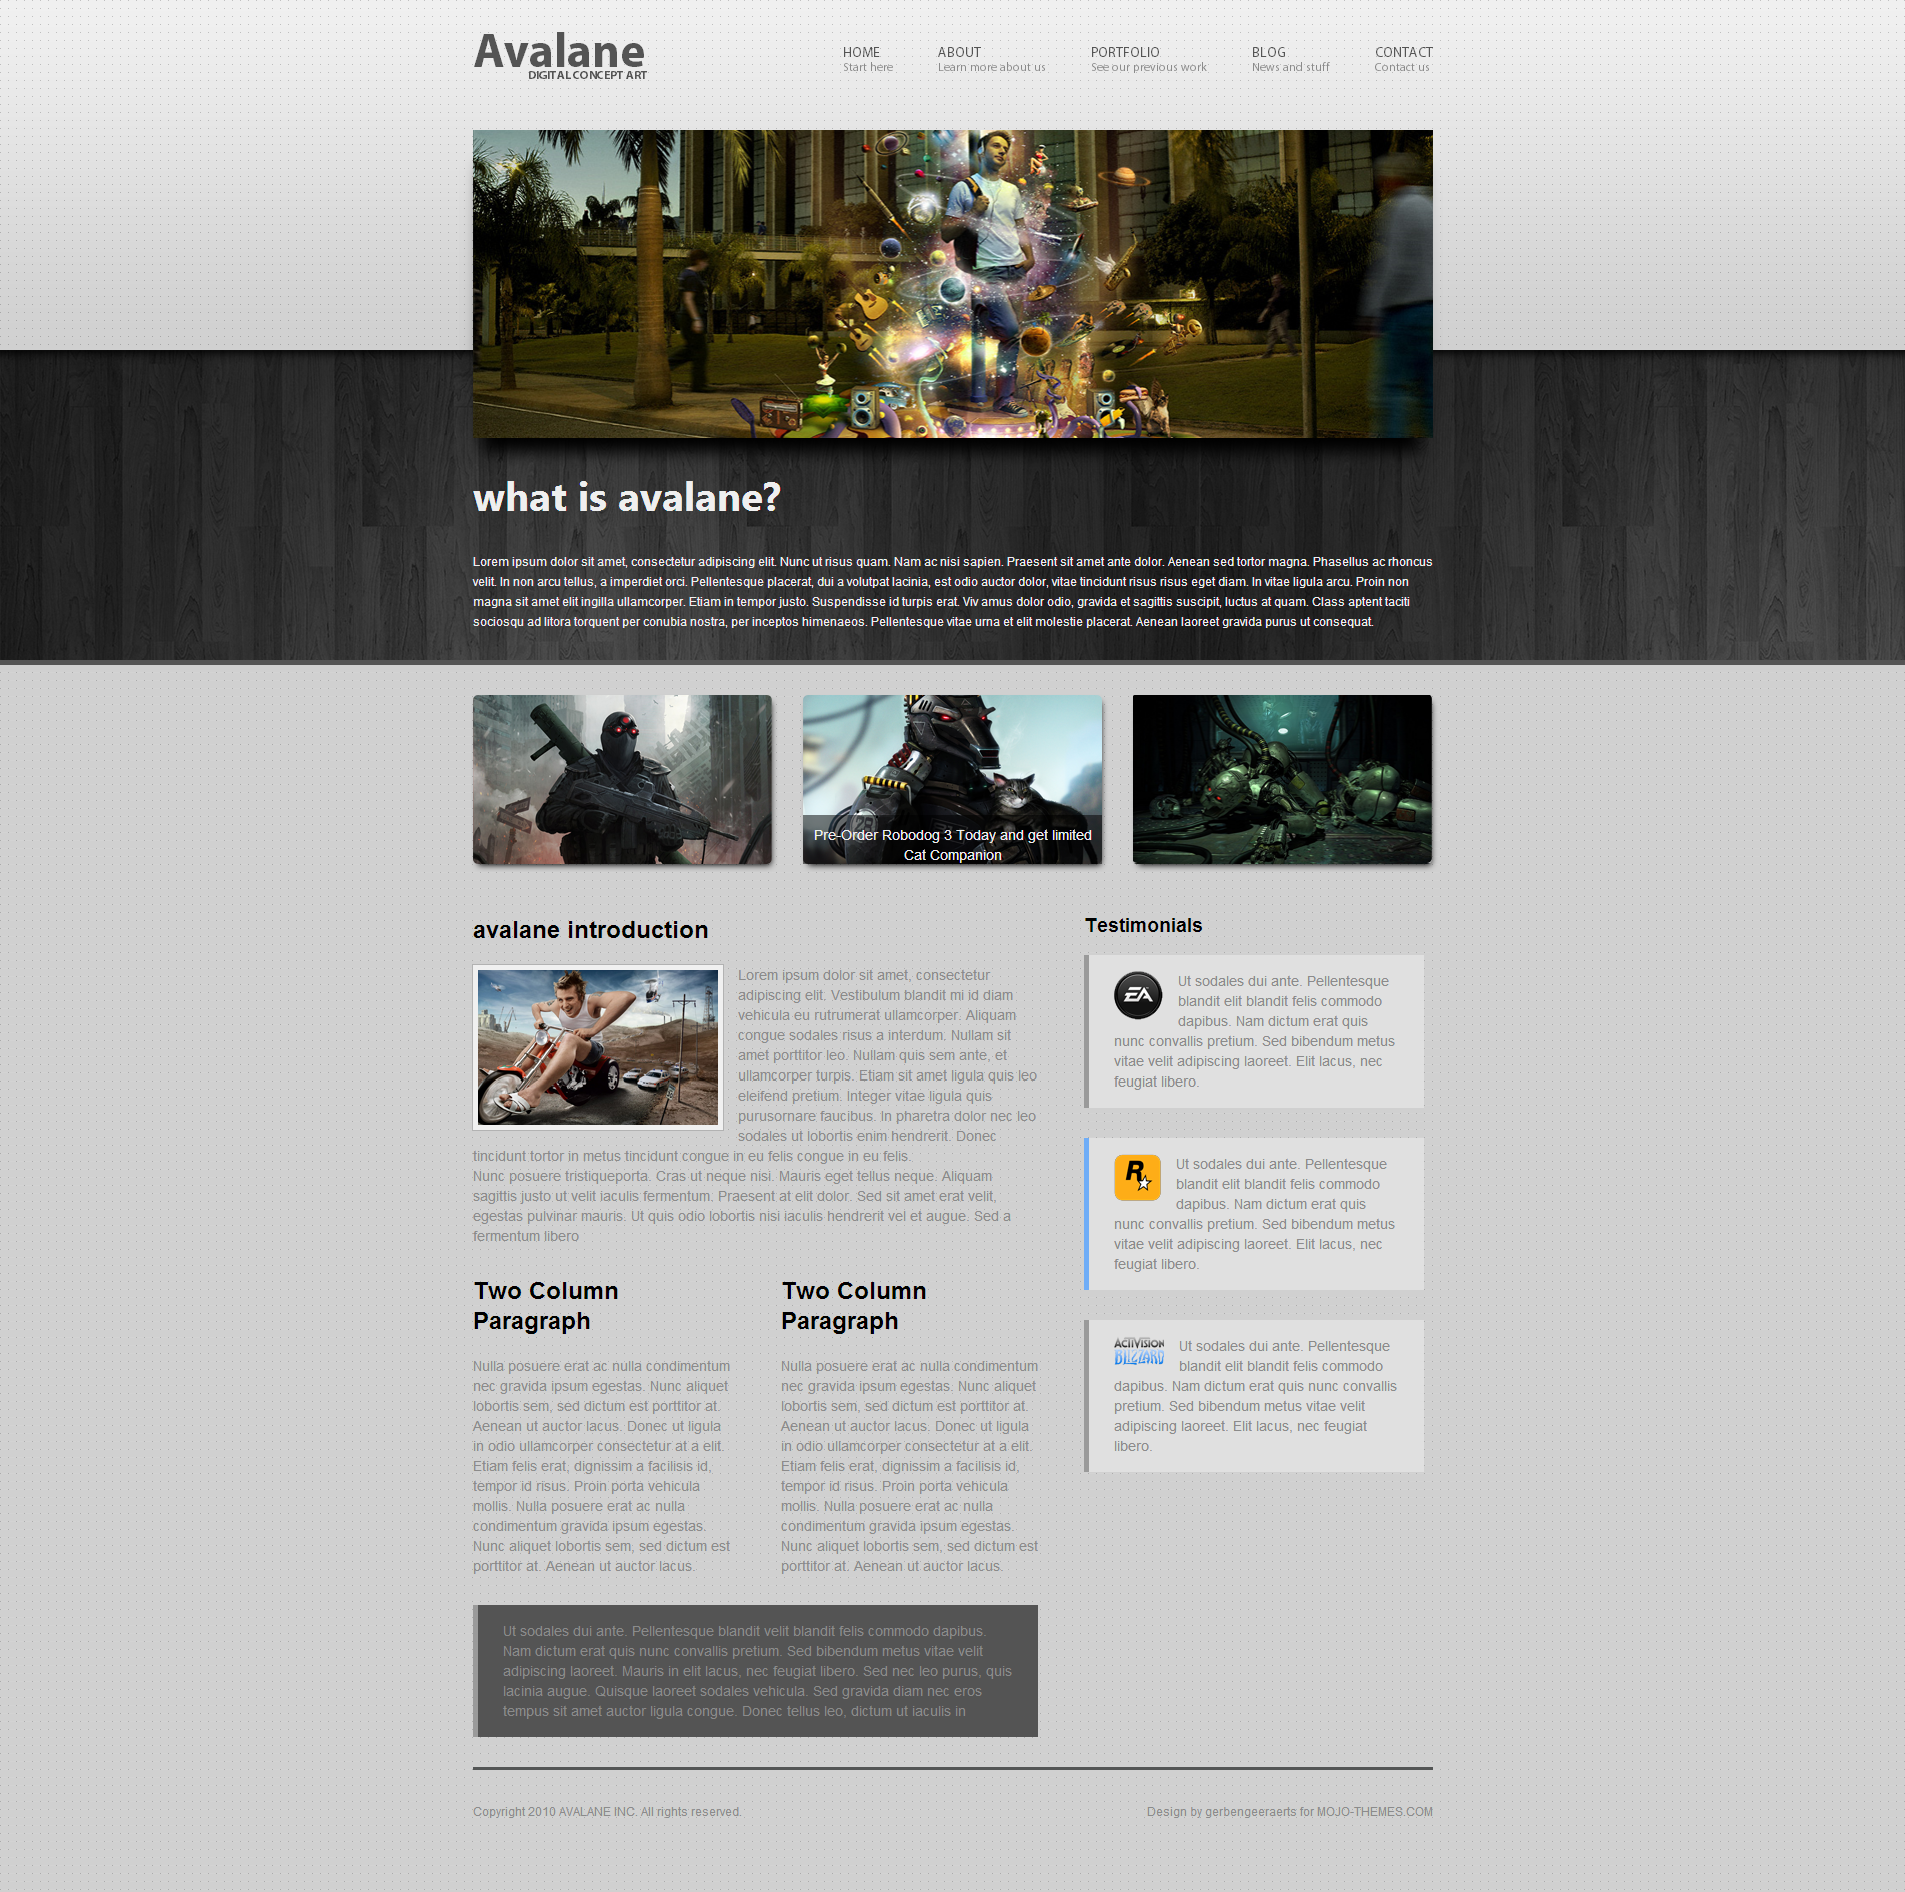 Avalane
DIGITAL CONCEPT ART
HOME
Start here
ABOUT
Learn more about us
PORTFOLIO
See our previous work
BLOG
News and stuff
CONTACT
Contact us
what is avalane?
Lorem ipsum dolor sit amet, consectetur adipiscing elit. Nunc ut risus quam. Nam ac nisi sapien. Praesent sit amet ante dolor. Aenean sed tortor magna. Phasellus ac rhoncus
velit. In non arcu tellus, a imperdiet orci. Pellentesque placerat, dui a volutpat lacinia, est odio auctor dolor, vitae tincidunt risus risus eget diam. In vitae ligula arcu. Proin non
magna sit amet elit ingilla ullamcorper. Etiam in tempor justo. Suspendisse id turpis erat. Viv amus dolor odio, gravida et sagittis suscipit, luctus at quam. Class aptent taciti
sociosqu ad litora torquent per conubia nostra, per inceptos himenaeos. Pellentesque vitae urna et elit molestie placerat. Aenean laoreet gravida purus ut consequat.
Pre-Order Robodog 3 Today and get limited
Cat Companion
avalane introduction
Lorem ipsum dolor sit amet, consectetur
adipiscing elit. Vestibulum blandit mi id diam
vehicula eu rutrumerat ullamcorper. Aliquam
congue sodales risus a interdum. Nullam sit
amet porttitor leo. Nullam quis sem ante, et
ullamcorper turpis. Etiam sit amet ligula quis leo
eleifend pretium. Integer vitae ligula quis
purusornare faucibus. In pharetra dolor nec leo
sodales ut lobortis enim hendrerit. Donec
tincidunt tortor in metus tincidunt congue in eu felis congue in eu felis.
Nunc posuere tristiqueporta. Cras ut neque nisi. Mauris eget tellus neque. Aliquam
sagittis justo ut velit iaculis fermentum. Praesent at elit dolor. Sed sit amet erat velit,
egestas pulvinar mauris. Ut quis odio lobortis nisi iaculis hendrerit vel et augue. Sed a
fermentum libero
Two Column
Paragraph
Nulla posuere erat ac nulla condimentum
nec gravida ipsum egestas. Nunc aliquet
lobortis sem, sed dictum est porttitor at.
Aenean ut auctor lacus. Donec ut ligula
in odio ullamcorper consectetur at a elit.
Etiam felis erat, dignissim a facilisis id,
tempor id risus. Proin porta vehicula
mollis. Nulla posuere erat ac nulla
condimentum gravida ipsum egestas.
Nunc aliquet lobortis sem, sed dictum est
porttitor at. Aenean ut auctor lacus.
Two Column
Paragraph
Nulla posuere erat ac nulla condimentum
nec gravida ipsum egestas. Nunc aliquet
lobortis sem, sed dictum est porttitor at.
Aenean ut auctor lacus. Donec ut ligula
in odio ullamcorper consectetur at a elit.
Etiam felis erat, dignissim a facilisis id,
tempor id risus. Proin porta vehicula
mollis. Nulla posuere erat ac nulla
condimentum gravida ipsum egestas.
Nunc aliquet lobortis sem, sed dictum est
porttitor at. Aenean ut auctor lacus.
Ut sodales dui ante. Pellentesque blandit velit blandit felis commodo dapibus.
Nam dictum erat quis nunc convallis pretium. Sed bibendum metus vitae velit
adipiscing laoreet. Mauris in elit lacus, nec feugiat libero. Sed nec leo purus, quis
lacinia augue. Quisque laoreet sodales vehicula. Sed gravida diam nec eros
tempus sit amet auctor ligula congue. Donec tellus leo, dictum ut iaculis in
Testimonials
EA
Ut sodales dui ante. Pellentesque
blandit elit blandit felis commodo
dapibus. Nam dictum erat quis
nunc convallis pretium. Sed bibendum metus
vitae velit adipiscing laoreet. Elit lacus, nec
feugiat libero.
R
Ut sodales dui ante. Pellentesque
blandit elit blandit felis commodo
dapibus. Nam dictum erat quis
nunc convallis pretium. Sed bibendum metus
vitae velit adipiscing laoreet. Elit lacus, nec
feugiat libero.
ACTIVISION
BLIZZARD
Ut sodales dui ante. Pellentesque
blandit elit blandit felis commodo
dapibus. Nam dictum erat quis nunc convallis
pretium. Sed bibendum metus vitae velit
adipiscing laoreet. Elit lacus, nec feugiat
libero.
Copyright 2010 AVALANE INC. All rights reserved.
Design by gerbengeeraerts for MOJO-THEMES.COM